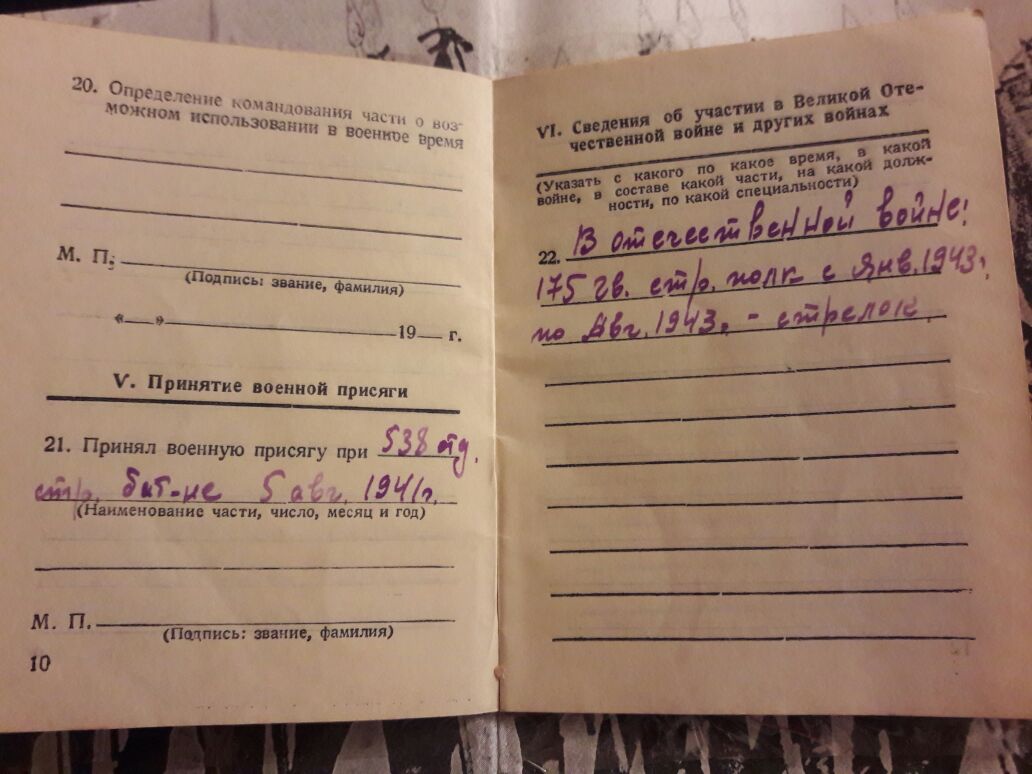 20. Определение командования части о воз-
можном использовании в военное время
М. П.
(Подпись: звание, фамилия)
«   »   19   г.
V. Принятие военной присяги
21. Принял военную присягу при 538 отд.
стр. бат-не 5 авг. 1941г.
(Наименование части, число, месяц и год)
М. П.
(Подпись: звание, фамилия)
10
VI. Сведения об участии в Великой Оте-
чественной войне и других войнах
(Указать с какого по какое время, в какой
войне, в составе какой части, на какой долж-
ности, по какой специальности)
22. В отечественной войне:
175 гв. стр. полк с янв. 1943г.
по Авг. 1943г. - стрелок.